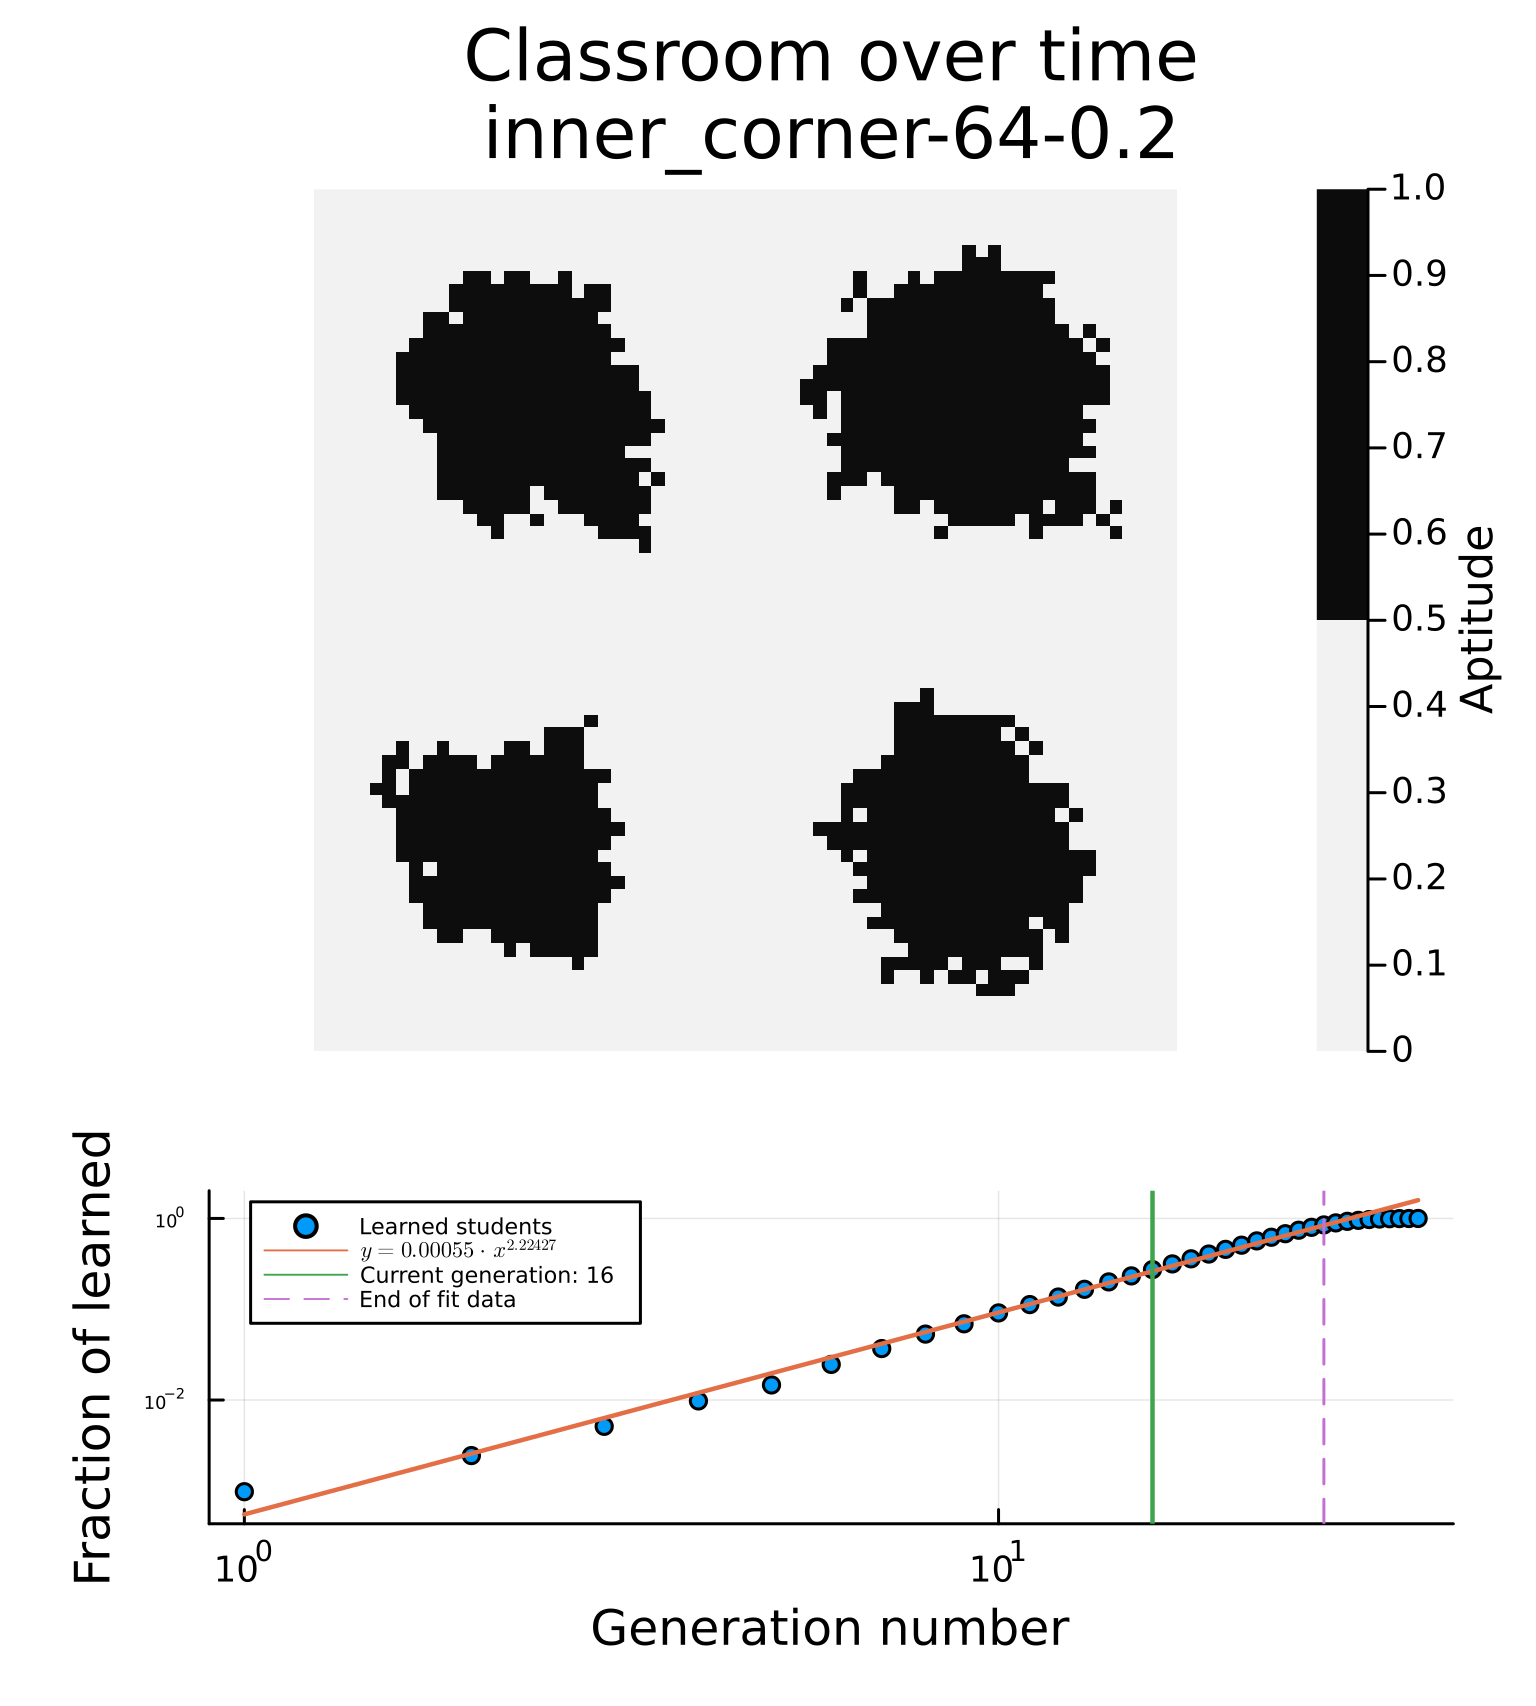 Classroom over time
inner_corner-64-0.2
1.0
0.9
0.8
0.7
0.6
0.5
0.4
0.3
0.2
0.1
0
Aptitude
Fraction of learned
10⁰
10⁻²
Learned students
y = 0.00055 · x^2.22427
Current generation: 16
End of fit data
10⁰
10¹
Generation number